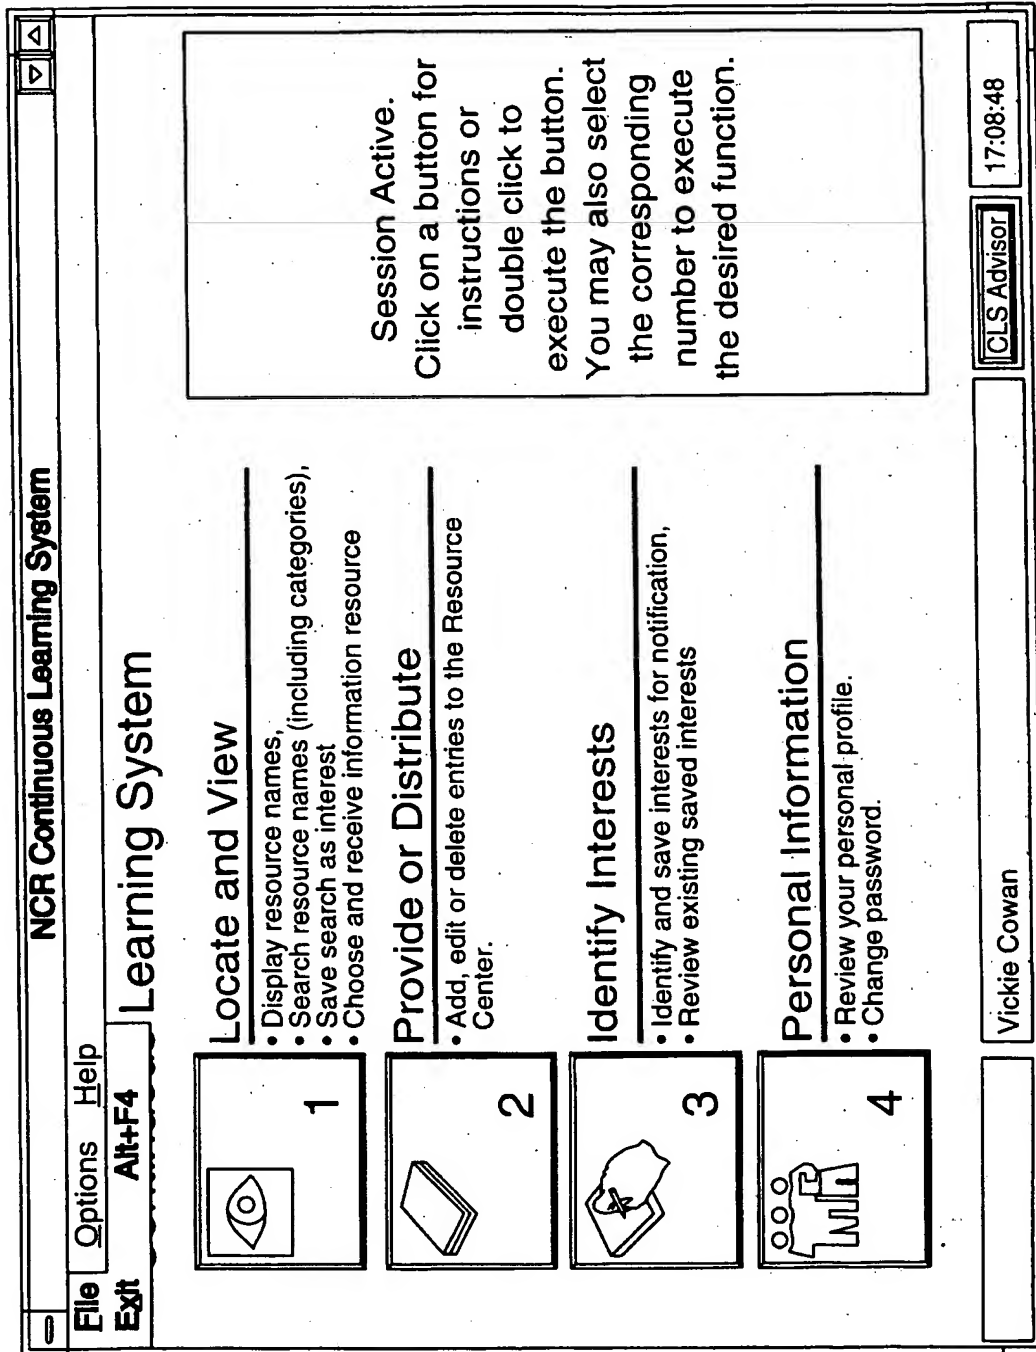 NCR Continuous Learning System
File Options Help
Exit Alt+F4
Learning System
1
Locate and View
• Display resource names,
• Search resource names (including categories),
• Save search as interest
• Choose and receive information resource
2
Provide or Distribute
• Add, edit or delete entries to the Resource
Center.
3
Identify Interests
• Identify and save interests for notification,
• Review existing saved interests
4
Personal Information
• Review your personal profile.
• Change password.
Session Active.
Click on a button for
instructions or
double click to
execute the button.
You may also select
the corresponding
number to execute
the desired function.
Vickie Cowan
CLS Advisor
17:08:48